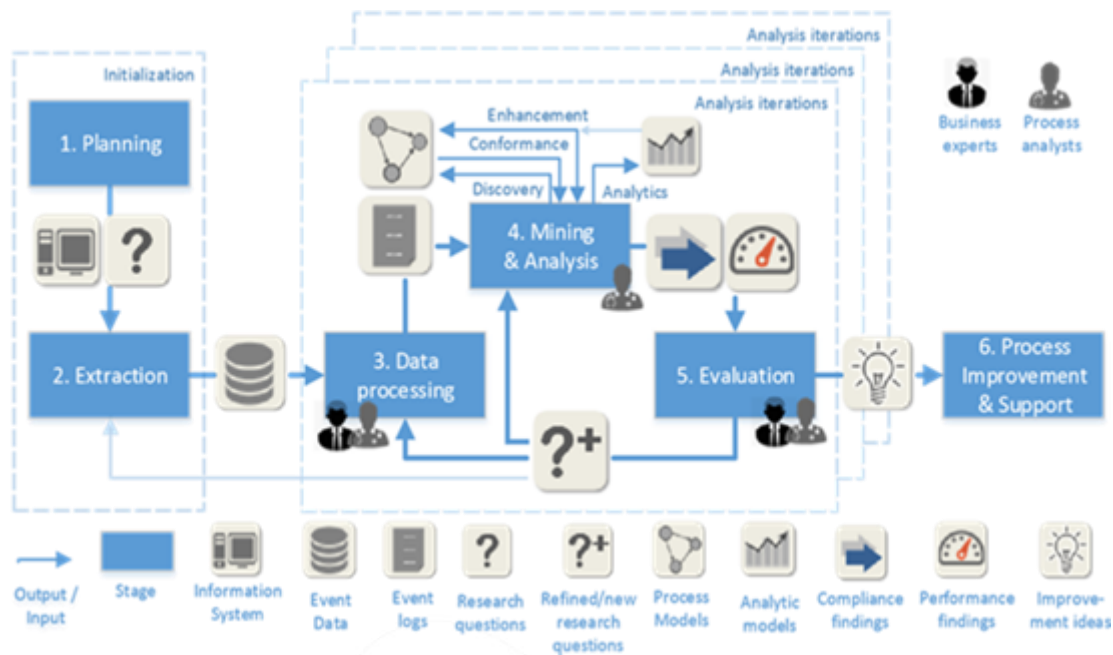 Analysis iterations
Analysis iterations
Initialization
Analysis iterations
Business
experts
Process
analysts
1. Planning
Enhancement
Conformance
Discovery
Analytics
?
4. Mining
& Analysis
2. Extraction
3. Data
processing
5. Evaluation
6. Process
Improvement
& Support
?+
?
?+
Output /
Input
Stage
Information
System
Event
Data
Event
logs
Research
questions
Refined/new
research
questions
Process
Models
Analytic
models
Compliance
findings
Performance
findings
Improve-
ment ideas